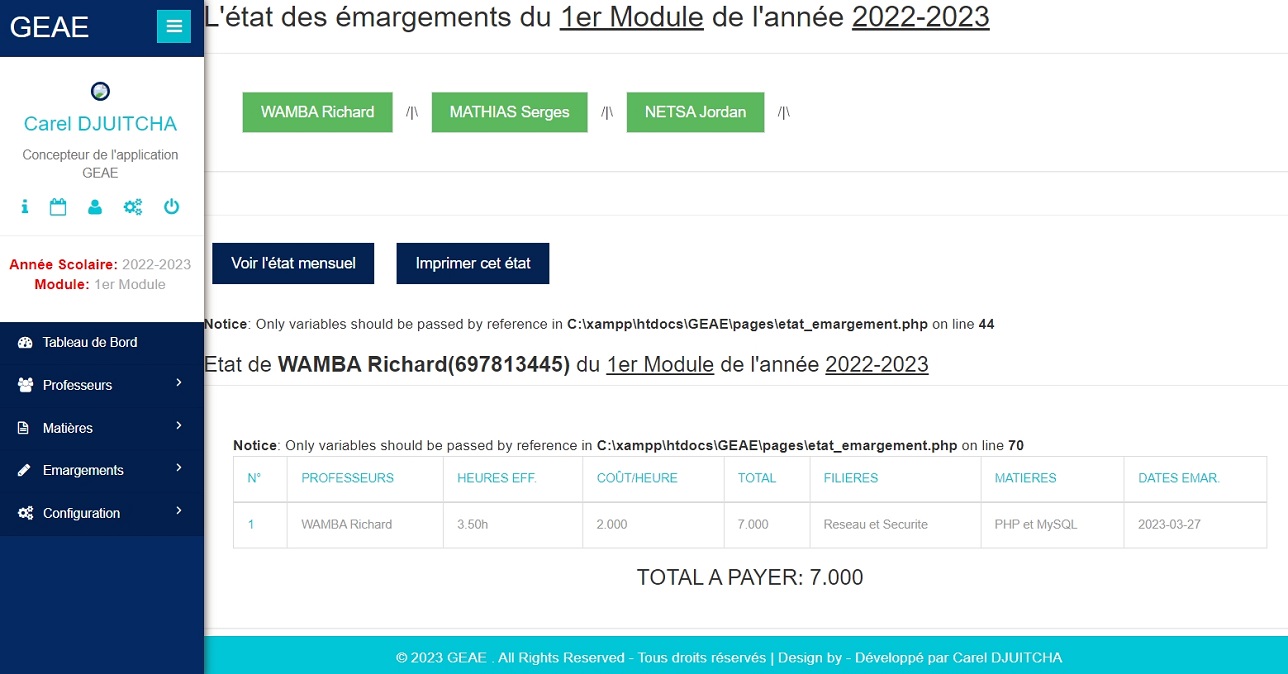 GEAE
Carel DJUITCHA
Concepteur de l'application
GEAE
Année Scolaire: 2022-2023
Module: 1er Module
Tableau de Bord
Professeurs
Matières
Emargements
Configuration
L'état des émargements du 1er Module de l'année 2022-2023
WAMBA Richard /|\ MATHIAS Serges /|\ NETSA Jordan /|\
Voir l'état mensuel Imprimer cet état
Notice: Only variables should be passed by reference in C:\xampp\htdocs\GEAE\pages\etat_emargement.php on line 44
Etat de WAMBA Richard(697813445) du 1er Module de l'année 2022-2023
Notice: Only variables should be passed by reference in C:\xampp\htdocs\GEAE\pages\etat_emargement.php on line 70
N° PROFESSEURS HEURES EFF. COÛT/HEURE TOTAL FILIERES MATIERES DATES EMAR.
1 WAMBA Richard 3.50h 2.000 7.000 Reseau et Securite PHP et MySQL 2023-03-27
TOTAL A PAYER: 7.000
© 2023 GEAE . All Rights Reserved - Tous droits réservés | Design by - Développé par Carel DJUITCHA